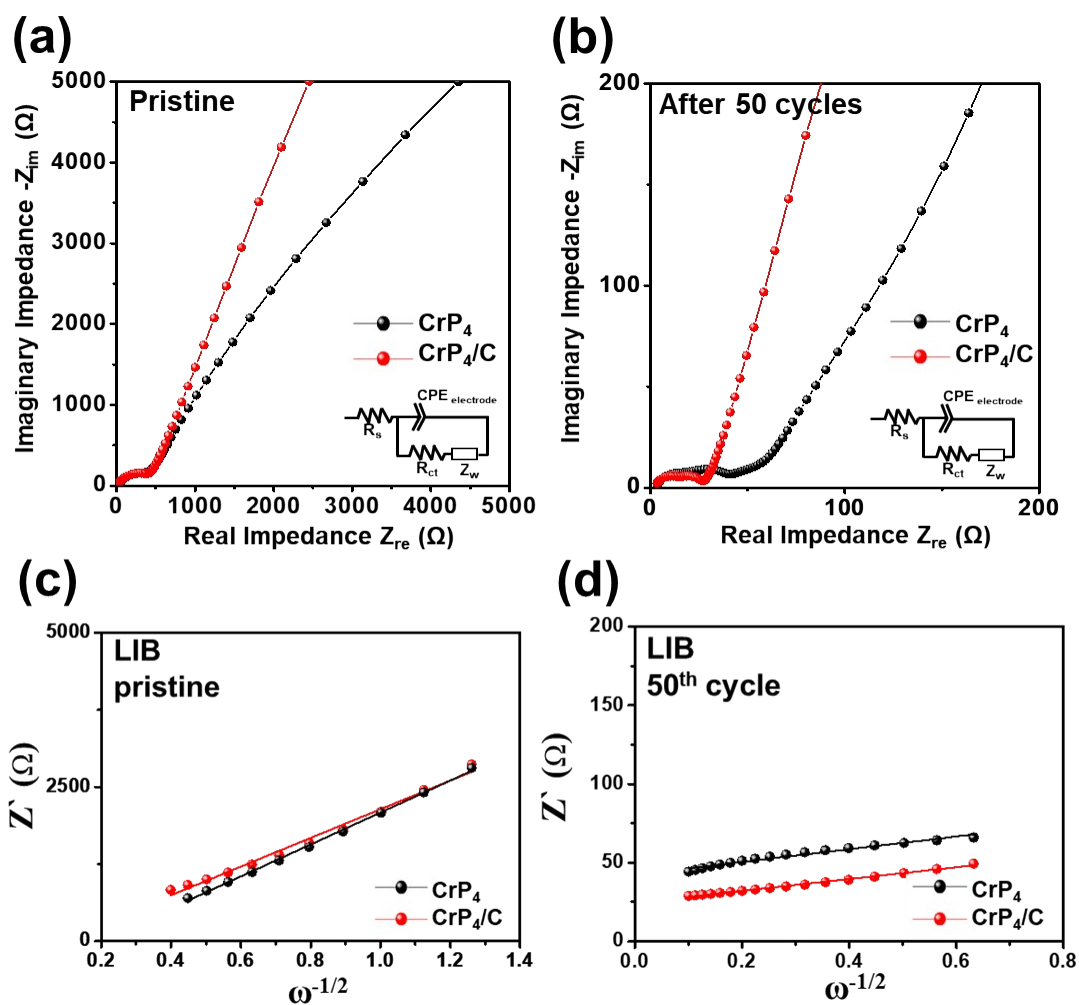 (a)
Pristine
Imaginary Impedance -Zim (Ω)
5000
4000
3000
2000
1000
0
CrP4
CrP4/C
CPE electrode
Rs
Rct
Zw
0 1000 2000 3000 4000 5000
Real Impedance Zre (Ω)
(b)
After 50 cycles
Imaginary Impedance -Zim (Ω)
200
100
0
CrP4
CrP4/C
CPE electrode
Rs
Rct
Zw
0 100 200
Real Impedance Zre (Ω)
(c)
LIB
pristine
Z` (Ω)
5000
2500
0
CrP4
CrP4/C
0.2 0.4 0.6 0.8 1.0 1.2 1.4
ω-1/2
(d)
LIB
50th cycle
Z` (Ω)
200
150
100
50
0
CrP4
CrP4/C
0.0 0.2 0.4 0.6 0.8
ω-1/2